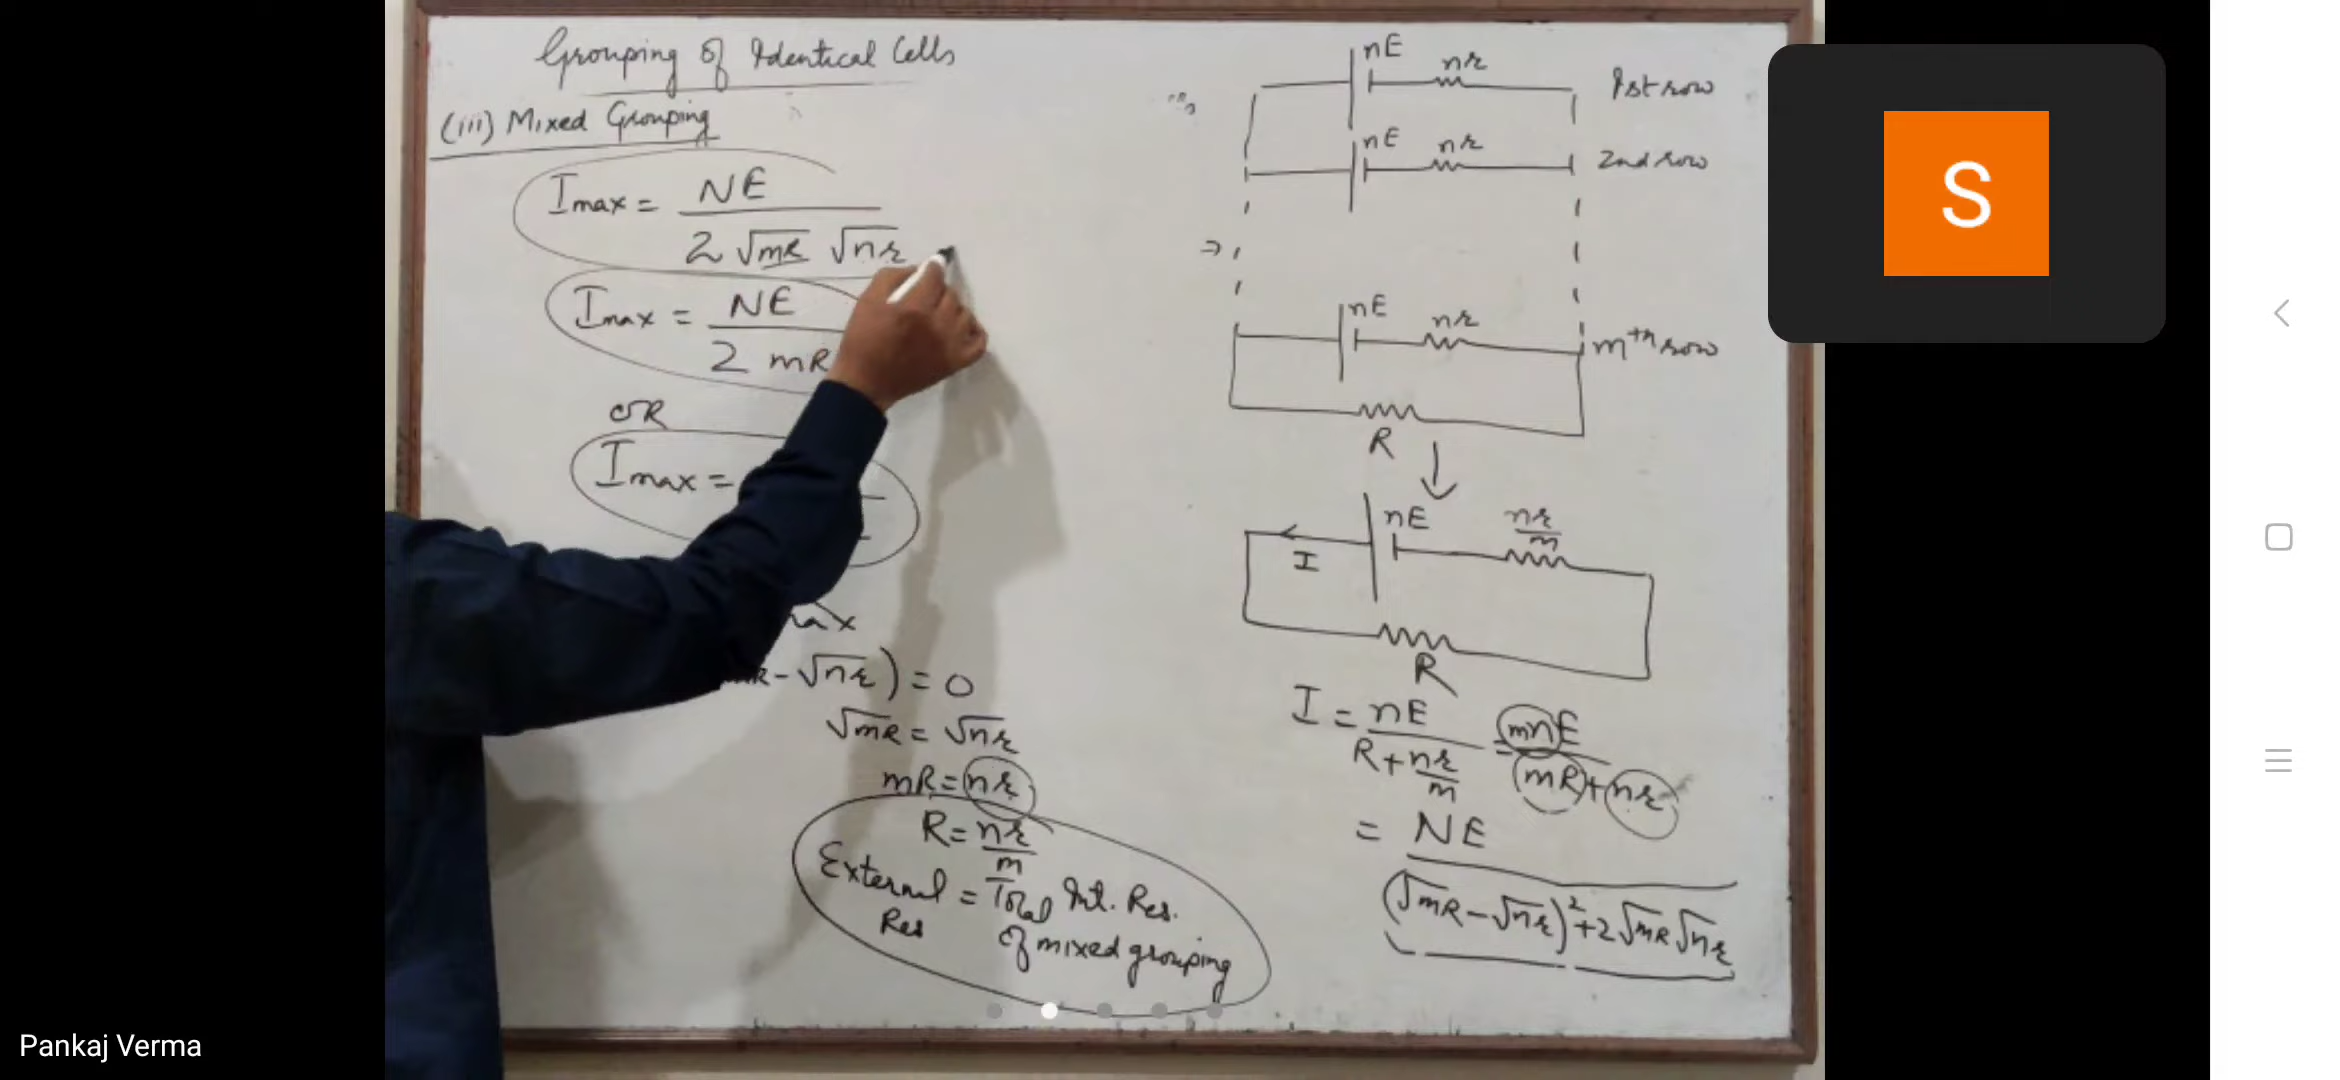 Grouping of Identical Cells
(iii) Mixed Grouping
Imax = NE / 2 √mR √nr
Imax = NE / 2 mR
OR
Imax =
ax
R - √nr) = 0
√mR = √nr
mR = nr
R = nr/m
External = Total Int. Res.
Res of mixed grouping
nE nr 1st row
nE nr 2nd row
⇒
nE nr mth row
R
↓
nE nr/m
I
R
I = nE / R + nr/m = mnE / mR + nr
= NE / (√mR - √nr)² + 2√mR √nr
S
Pankaj Verma